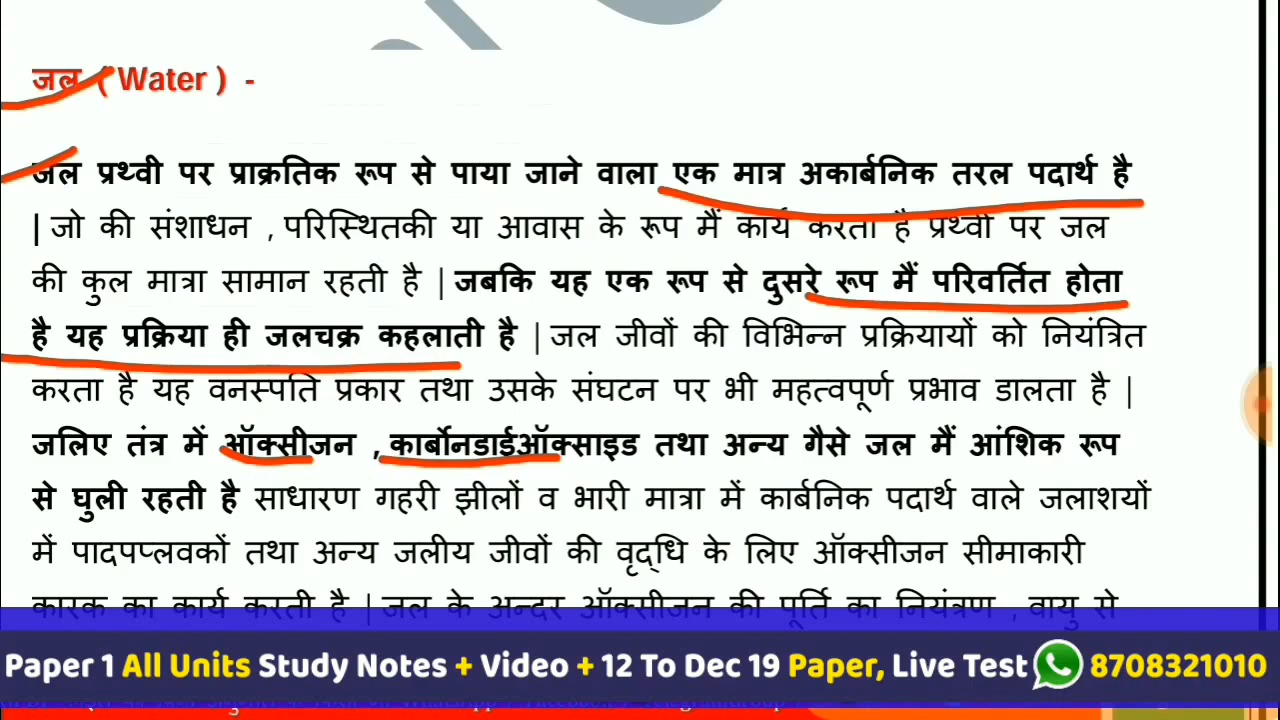 जल ( Water ) -
जल प्रथ्वी पर प्राक्रतिक रूप से पाया जाने वाला एक मात्र अकार्बनिक तरल पदार्थ है
| जो की संशाधन , परिस्थितकी या आवास के रूप मैं कार्य करता है प्रथ्वी पर जल
की कुल मात्रा सामान रहती है | जबकि यह एक रूप से दुसरे रूप मैं परिवर्तित होता
है यह प्रक्रिया ही जलचक्र कहलाती है | जल जीवों की विभिन्न प्रक्रियायों को नियंत्रित
करता है यह वनस्पति प्रकार तथा उसके संघटन पर भी महत्वपूर्ण प्रभाव डालता है |
जलिए तंत्र में ऑक्सीजन , कार्बोनडाईऑक्साइड तथा अन्य गैसे जल मैं आंशिक रूप
से घुली रहती है साधारण गहरी झीलों व भारी मात्रा में कार्बनिक पदार्थ वाले जलाशयों
में पादपप्लवकों तथा अन्य जलीय जीवों की वृद्धि के लिए ऑक्सीजन सीमाकारी
कारक का कार्य करती है | जल के अन्दर ऑक्सीजन की पूर्ति का नियंत्रण , वायु से
Paper 1 All Units Study Notes + Video + 12 To Dec 19 Paper, Live Test 8708321010